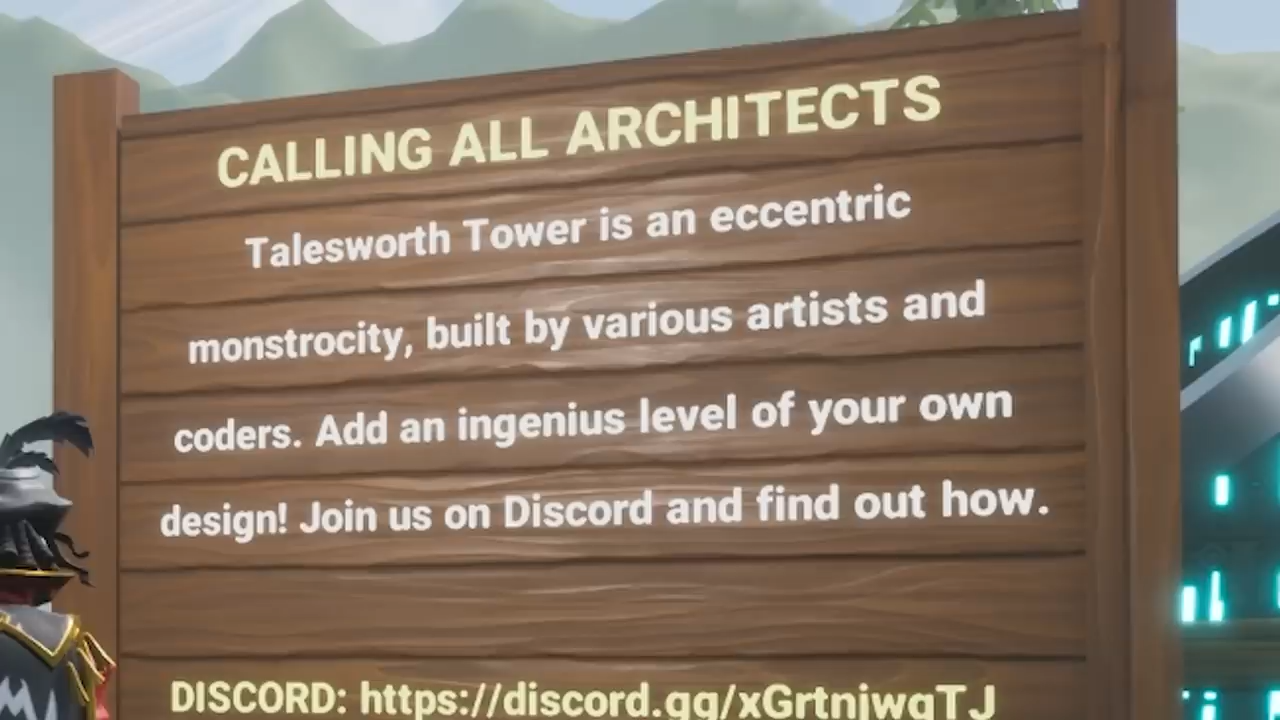 CALLING ALL ARCHITECTS
Talesworth Tower is an eccentric
monstrocity, built by various artists and
coders. Add an ingenius level of your own
design! Join us on Discord and find out how.
DISCORD: